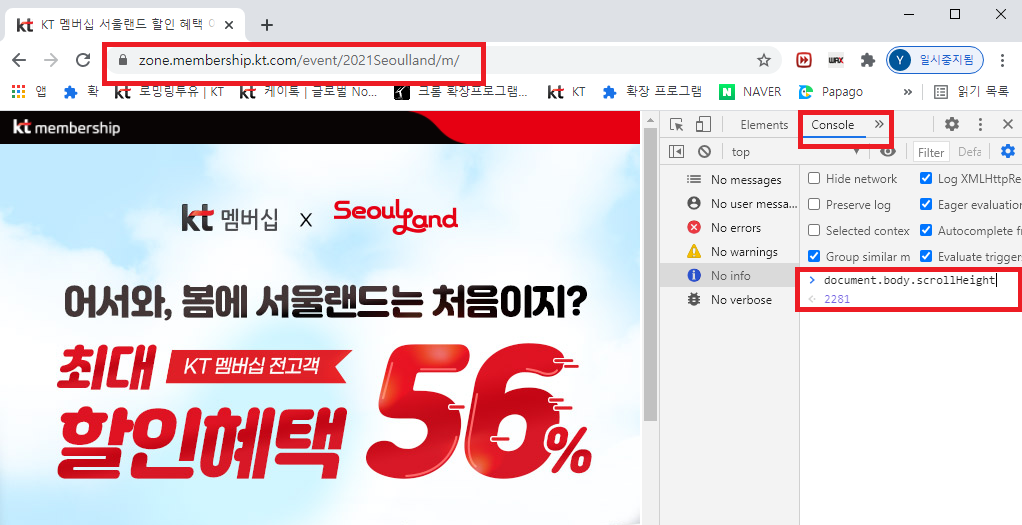 kt KT 멤버십 서울랜드 할인 혜택 이
zone.membership.kt.com/event/2021Seoulland/m/
WAX
Y 일시중지됨
앱 확 kt 로밍링투유 | KT kt 케이톡 | 글로벌 No... 크롬 확장프로그램... kt KT 확장 프로그램 N NAVER Papago » 읽기 목록
kt membership
kt 멤버십 X SeoulLand
어서와, 봄에 서울랜드는 처음이지?
최대 KT 멤버십 전고객
할인혜택 56%
Elements Console »
top Filter Defa
No messages
No user messa...
No errors
No warnings
No info
No verbose
Hide network Log XMLHttpRe
Preserve log Eager evaluation
Selected contex Autocomplete fr
Group similar m Evaluate triggers
> document.body.scrollHeight
2281